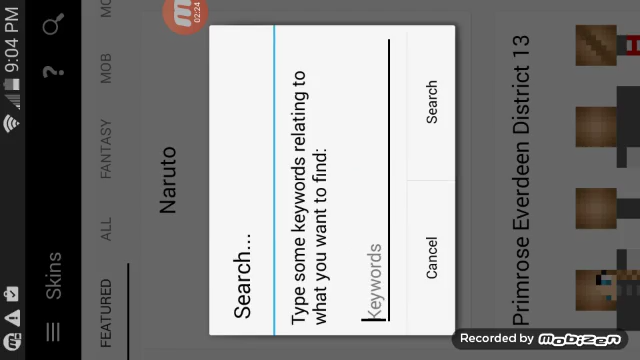 9:04 PM
Skins
?
FEATURED
ALL
FANTASY
MOB
MO
02:24
Naruto
Search...
Type some keywords relating to
what you want to find:
Keywords
Cancel
Search
Primrose Everdeen District 13
Recorded by MOBIZEN